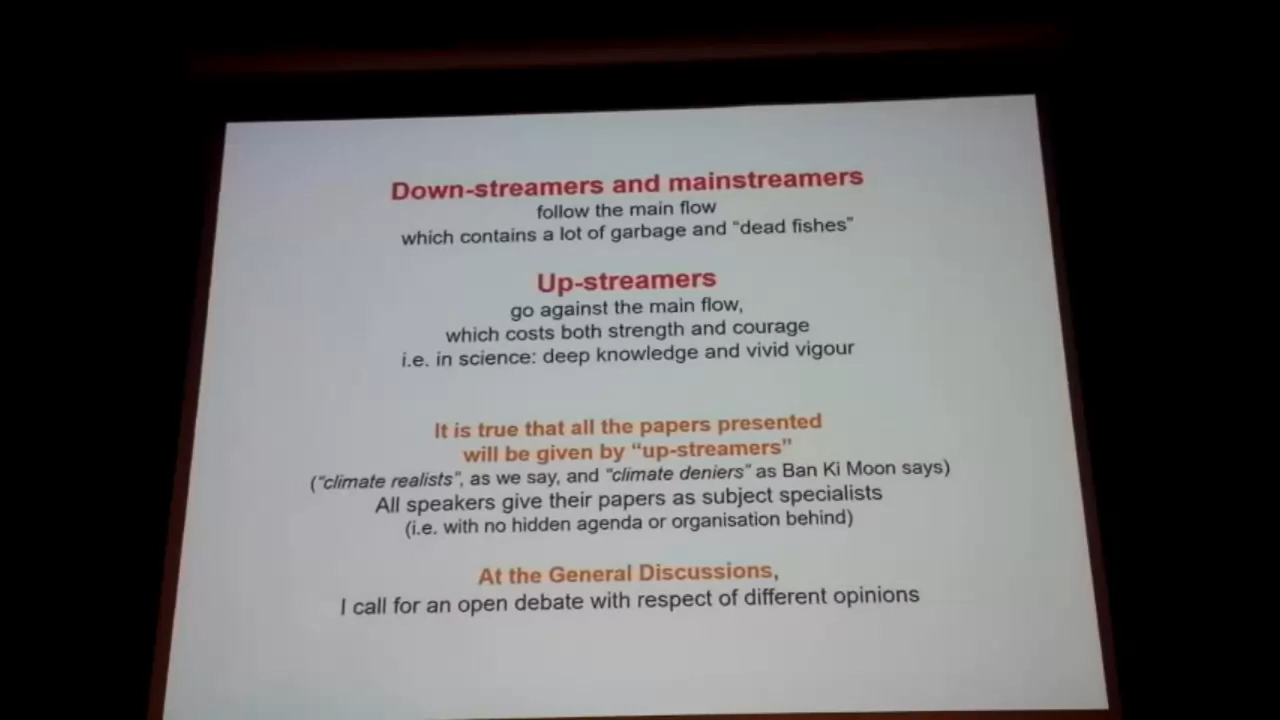 Down-streamers and mainstreamers
follow the main flow
which contains a lot of garbage and “dead fishes”
Up-streamers
go against the main flow,
which costs both strength and courage
i.e. in science: deep knowledge and vivid vigour
It is true that all the papers presented
will be given by “up-streamers”
(“climate realists”, as we say, and “climate deniers” as Ban Ki Moon says)
All speakers give their papers as subject specialists
(i.e. with no hidden agenda or organisation behind)
At the General Discussions,
I call for an open debate with respect of different opinions